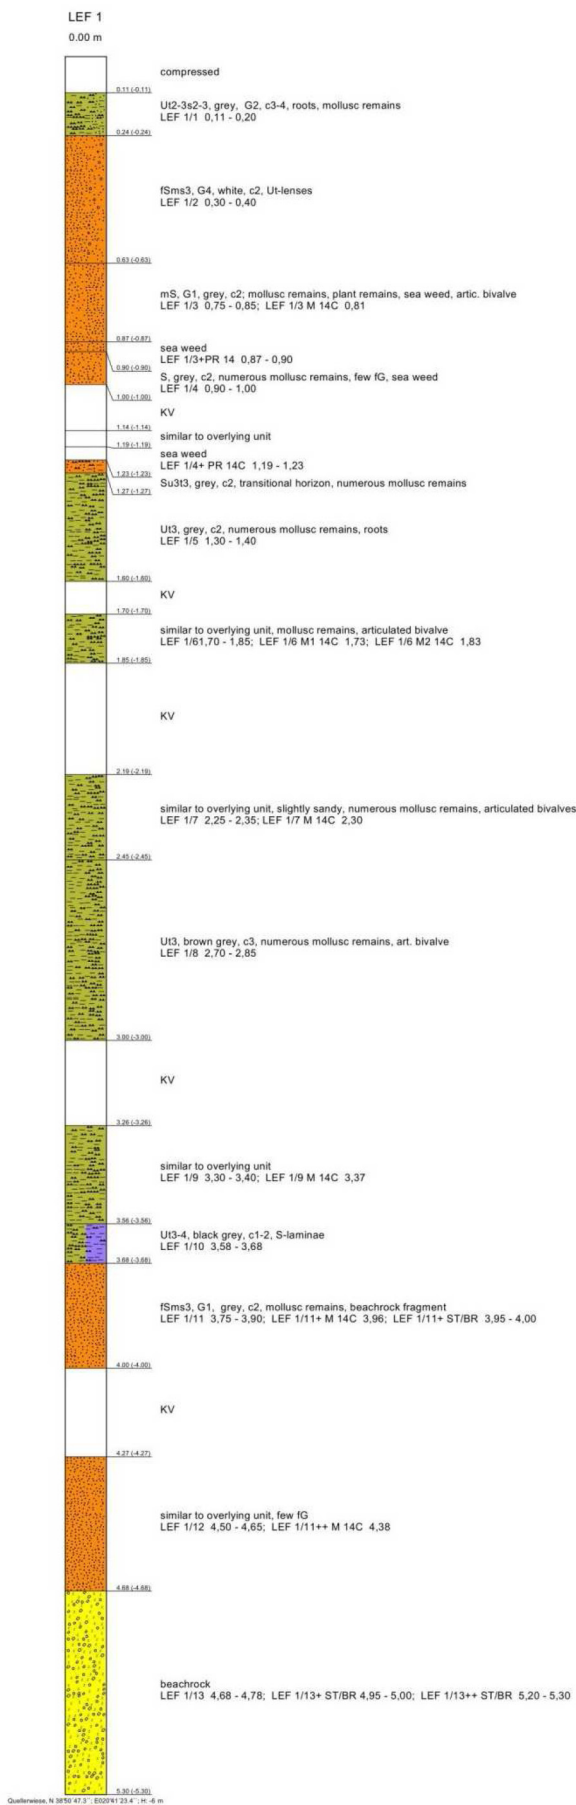 LEF 1
0.00 m
compressed
0.11 (-0.11)
Ut2-3s2-3, grey, G2, c3-4, roots, mollusc remains
LEF 1/1 0,11 - 0,20
0.24 (-0.24)
fSms3, G4, white, c2, Ut-lenses
LEF 1/2 0,30 - 0,40
0.63 (-0.63)
mS, G1, grey, c2; mollusc remains, plant remains, sea weed, artic. bivalve
LEF 1/3 0,75 - 0,85; LEF 1/3 M 14C 0,81
0.87 (-0.87)
sea weed
LEF 1/3+PR 14 0,87 - 0,90
0.90 (-0.90)
S, grey, c2, numerous mollusc remains, few fG, sea weed
LEF 1/4 0,90 - 1,00
1.00 (-1.00)
KV
1.14 (-1.14)
similar to overlying unit
1.19 (-1.19)
sea weed
LEF 1/4+ PR 14C 1,19 - 1,23
1.23 (-1.23)
Su3t3, grey, c2, transitional horizon, numerous mollusc remains
1.27 (-1.27)
Ut3, grey, c2, numerous mollusc remains, roots
LEF 1/5 1,30 - 1,40
1.60 (-1.60)
KV
1.70 (-1.70)
similar to overlying unit, mollusc remains, articulated bivalve
LEF 1/61,70 - 1,85; LEF 1/6 M1 14C 1,73; LEF 1/6 M2 14C 1,83
1.85 (-1.85)
KV
2.19 (-2.19)
similar to overlying unit, slightly sandy, numerous mollusc remains, articulated bivalves
LEF 1/7 2,25 - 2,35; LEF 1/7 M 14C 2,30
2.45 (-2.45)
Ut3, brown grey, c3, numerous mollusc remains, art. bivalve
LEF 1/8 2,70 - 2,85
3.00 (-3.00)
KV
3.26 (-3.26)
similar to overlying unit
LEF 1/9 3,30 - 3,40; LEF 1/9 M 14C 3,37
3.56 (-3.56)
Ut3-4, black grey, c1-2, S-laminae
LEF 1/10 3,58 - 3,68
3.68 (-3.68)
fSms3, G1, grey, c2, mollusc remains, beachrock fragment
LEF 1/11 3,75 - 3,90; LEF 1/11+ M 14C 3,96; LEF 1/11+ ST/BR 3,95 - 4,00
4.00 (-4.00)
KV
4.27 (-4.27)
similar to overlying unit, few fG
LEF 1/12 4,50 - 4,65; LEF 1/11++ M 14C 4,38
4.68 (-4.68)
beachrock
LEF 1/13 4,68 - 4,78; LEF 1/13+ ST/BR 4,95 - 5,00; LEF 1/13++ ST/BR 5,20 - 5,30
5.30 (-5.30)
Quellerwiese, N 38°50´47.3´´; E020°41´23.4´´; H: -6 m